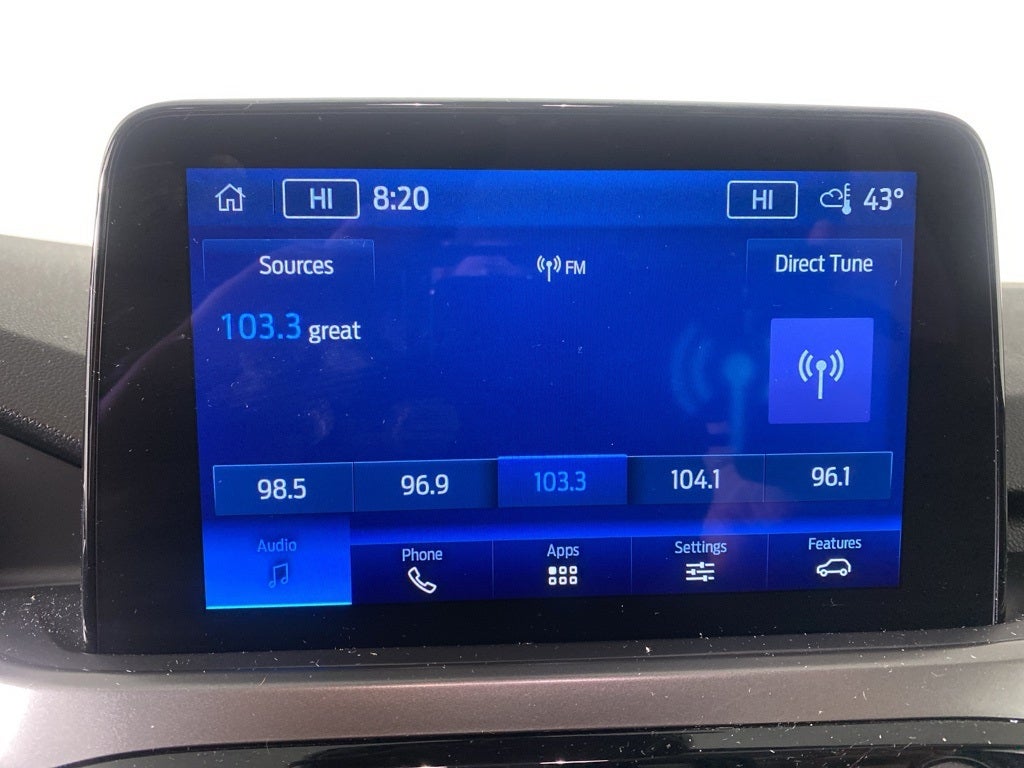 HI 8:20 HI 43°
Sources FM Direct Tune
103.3 great
98.5 96.9 103.3 104.1 96.1
Audio Phone Apps Settings Features